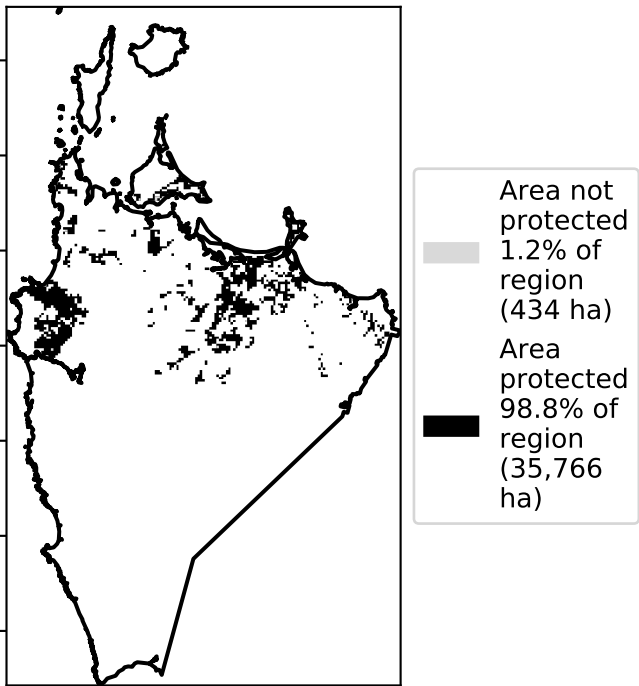 Area not
protected
1.2% of
region
(434 ha)
Area
protected
98.8% of
region
(35,766
ha)